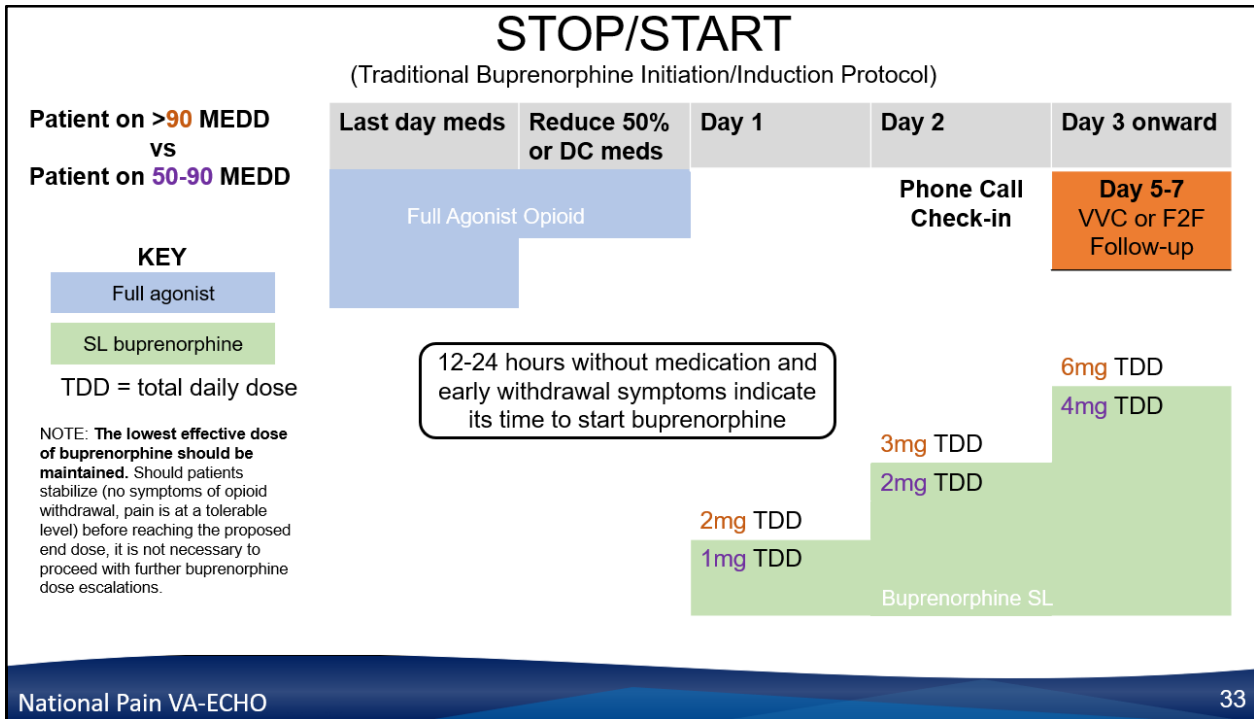 STOP/START
(Traditional Buprenorphine Initiation/Induction Protocol)
Patient on >90 MEDD
vs
Patient on 50-90 MEDD
KEY
Full agonist
SL buprenorphine
TDD = total daily dose
NOTE: The lowest effective dose
of buprenorphine should be
maintained. Should patients
stabilize (no symptoms of opioid
withdrawal, pain is at a tolerable
level) before reaching the proposed
end dose, it is not necessary to
proceed with further buprenorphine
dose escalations.
Last day meds
Reduce 50%
or DC meds
Day 1
Day 2
Day 3 onward
Full Agonist Opioid
Phone Call
Check-in
Day 5-7
VVC or F2F
Follow-up
12-24 hours without medication and
early withdrawal symptoms indicate
its time to start buprenorphine
2mg TDD
1mg TDD
3mg TDD
2mg TDD
6mg TDD
4mg TDD
Buprenorphine SL
National Pain VA-ECHO
33